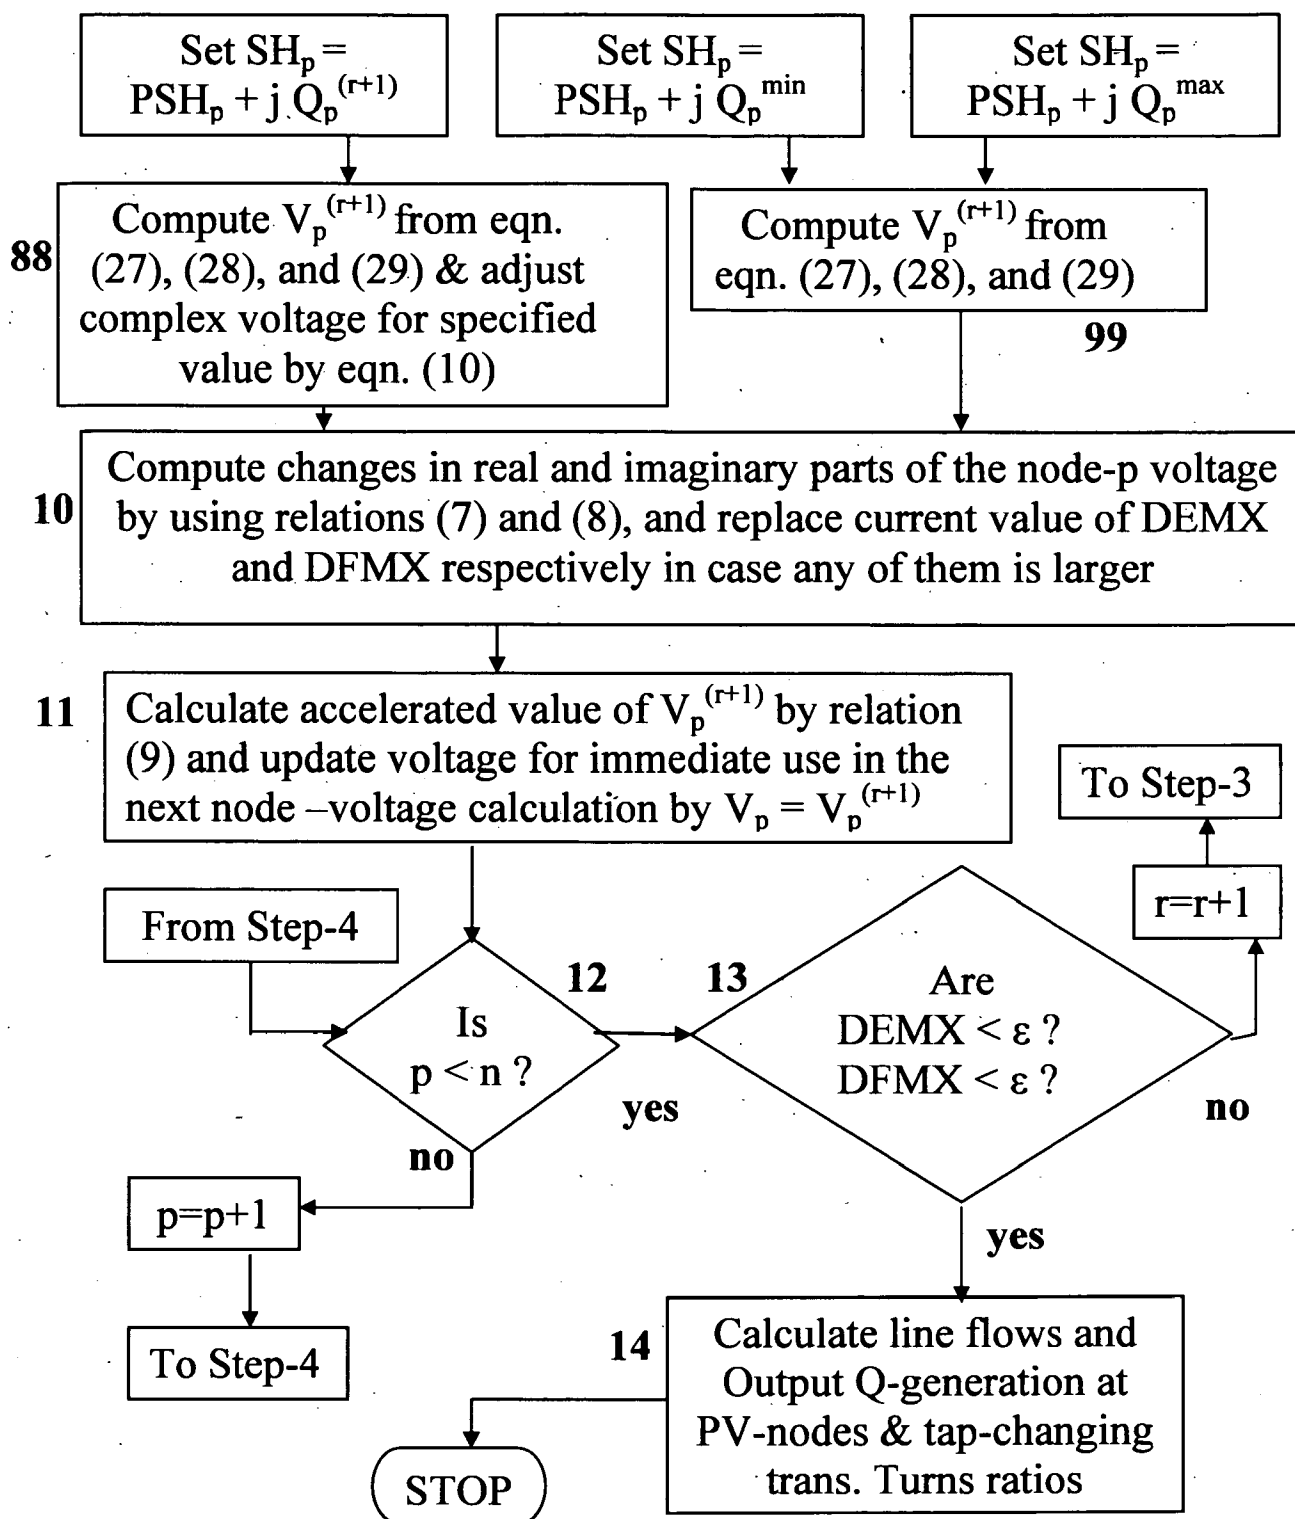 Set SHₚ =
PSHₚ + j Qₚ⁽ʳ⁺¹⁾
Set SHₚ =
PSHₚ + j Qₚᵐⁱⁿ
Set SHₚ =
PSHₚ + j Qₚᵐᵃˣ
88
Compute Vₚ⁽ʳ⁺¹⁾ from eqn.
(27), (28), and (29) & adjust
complex voltage for specified
value by eqn. (10)
Compute Vₚ⁽ʳ⁺¹⁾ from
eqn. (27), (28), and (29)
99
10
Compute changes in real and imaginary parts of the node-p voltage
by using relations (7) and (8), and replace current value of DEMX
and DFMX respectively in case any of them is larger
11
Calculate accelerated value of Vₚ⁽ʳ⁺¹⁾ by relation
(9) and update voltage for immediate use in the
next node –voltage calculation by Vₚ = Vₚ⁽ʳ⁺¹⁾
To Step-3
r=r+1
From Step-4
12
Is
p < n ?
yes
no
13
Are
DEMX < ε ?
DFMX < ε ?
no
yes
p=p+1
To Step-4
14
Calculate line flows and
Output Q-generation at
PV-nodes & tap-changing
trans. Turns ratios
STOP